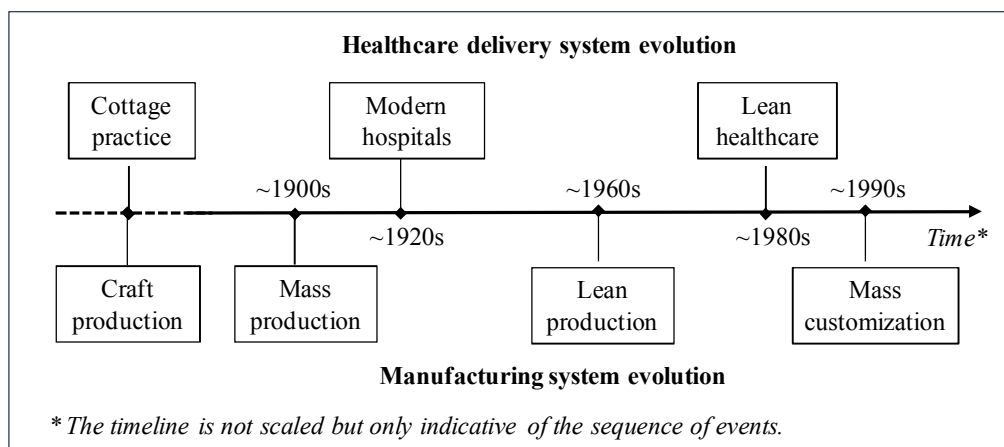 Healthcare delivery system evolution
Cottage
practice
Modern
hospitals
Lean
healthcare
~1900s
~1960s
~1990s
~1920s
~1980s
Time*
Craft
production
Mass
production
Lean
production
Mass
customization
Manufacturing system evolution
* The timeline is not scaled but only indicative of the sequence of events.